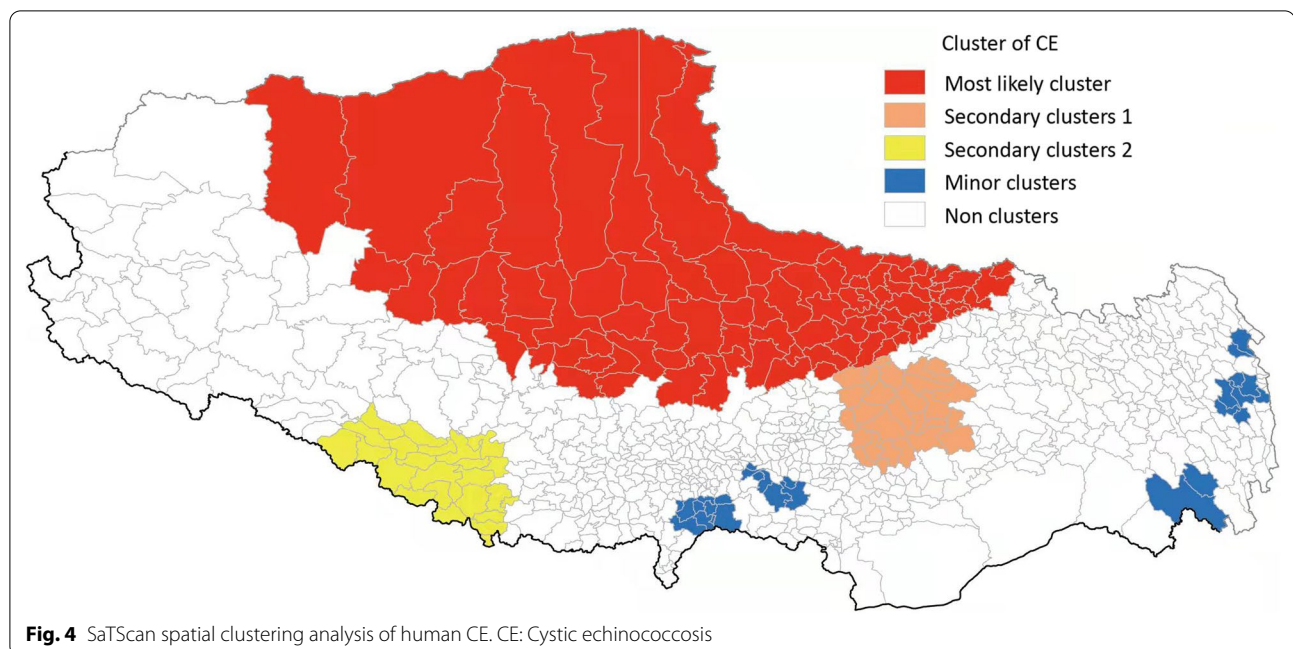 Cluster of CE
Most likely cluster
Secondary clusters 1
Secondary clusters 2
Minor clusters
Non clusters
Fig. 4 SaTScan spatial clustering analysis of human CE. CE: Cystic echinococcosis